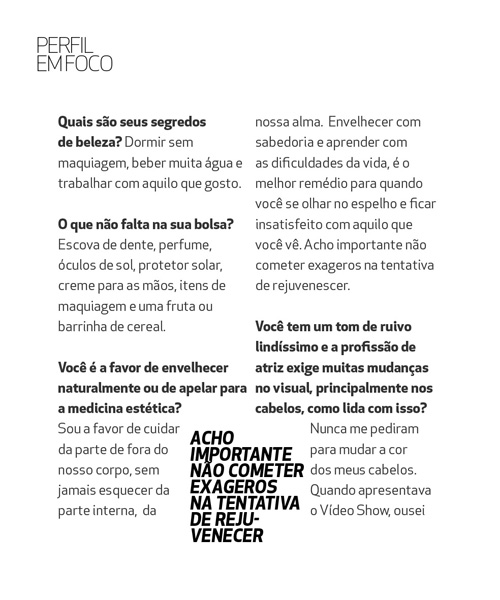 PERFIL
EM FOCO
Quais são seus segredos
de beleza? Dormir sem
maquiagem, beber muita água e
trabalhar com aquilo que gosto.
O que não falta na sua bolsa?
Escova de dente, perfume,
óculos de sol, protetor solar,
creme para as mãos, itens de
maquiagem e uma fruta ou
barrinha de cereal.
Você é a favor de envelhecer
naturalmente ou de apelar para
a medicina estética?
Sou a favor de cuidar
da parte de fora do
nosso corpo, sem
jamais esquecer da
parte interna, da
nossa alma. Envelhecer com
sabedoria e aprender com
as dificuldades da vida, é o
melhor remédio para quando
você se olhar no espelho e ficar
insatisfeito com aquilo que
você vê. Acho importante não
cometer exageros na tentativa
de rejuvenescer.
Você tem um tom de ruivo
lindíssimo e a profissão de
atriz exige muitas mudanças
no visual, principalmente nos
cabelos, como lida com isso?
Nunca me pediram
para mudar a cor
dos meus cabelos.
Quando apresentava
o Vídeo Show, ousei
ACHO
IMPORTANTE
NÃO COMETER
EXAGEROS
NA TENTATIVA
DE REJU-
VENECER